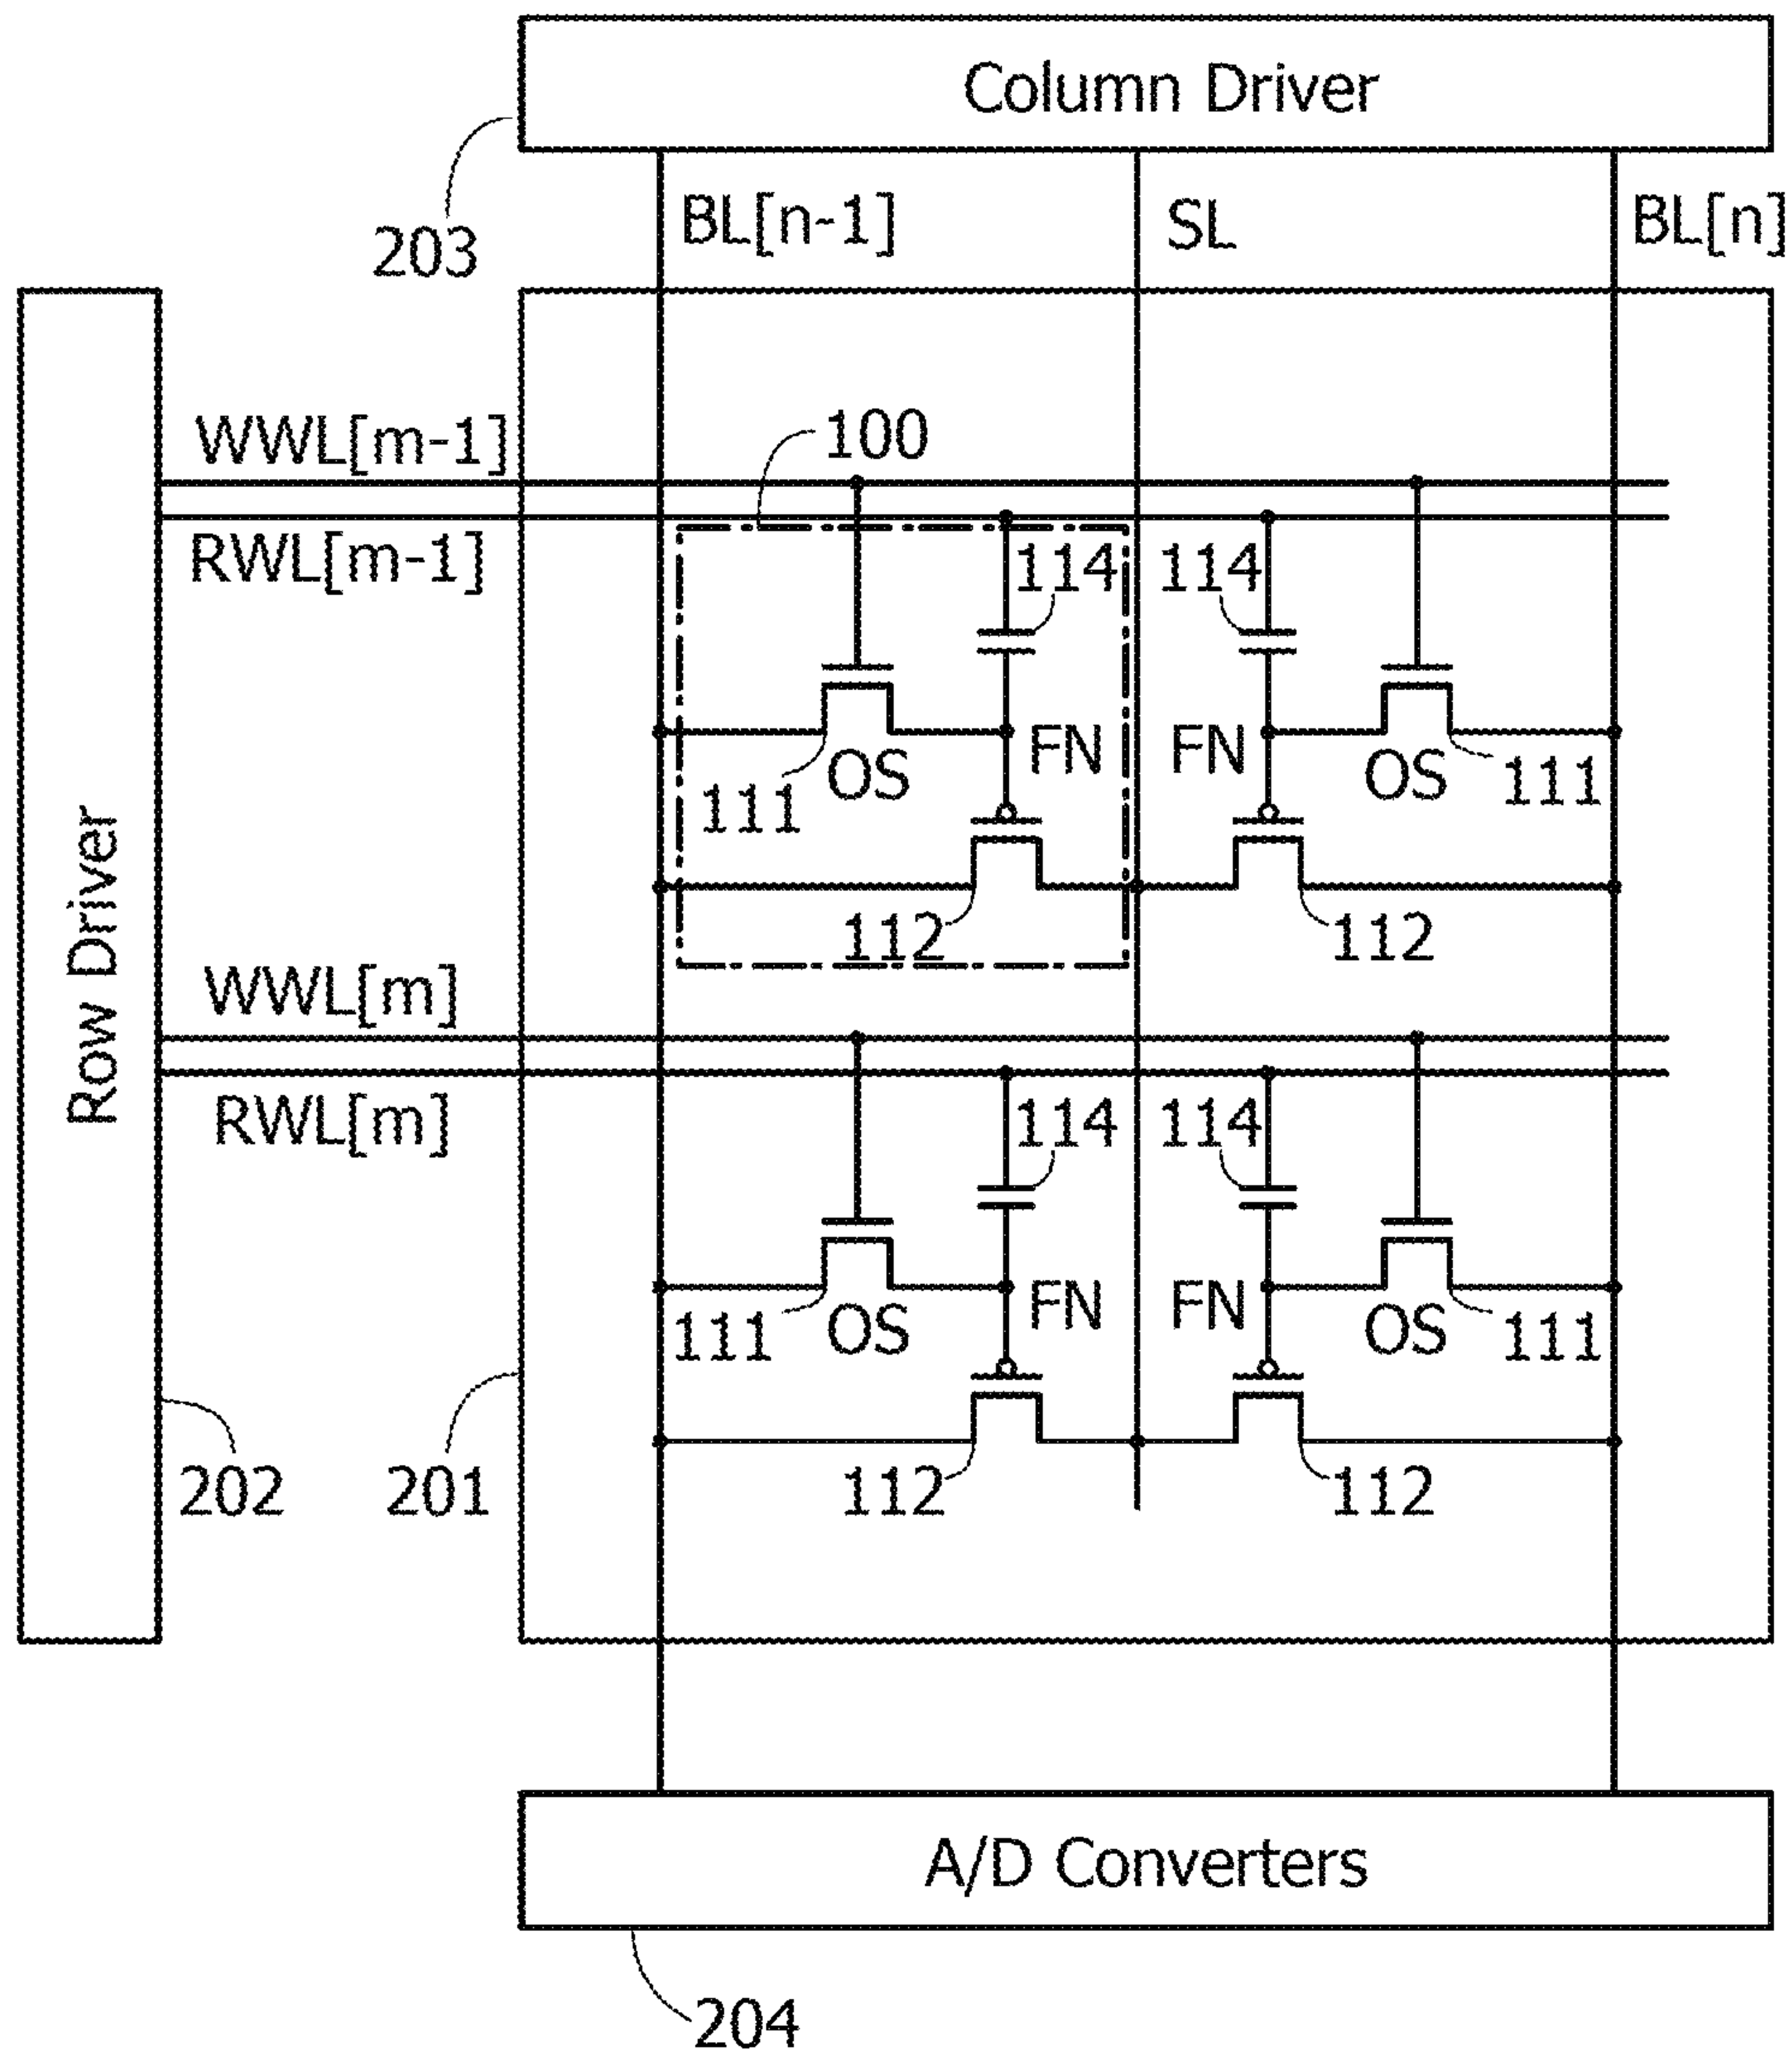 Column Driver
BL[n-1]
SL
BL[n]
203
WWL[m-1]
100
RWL[m-1]
114
114
FN
FN
OS
OS
111
111
112
112
Row Driver
WWL[m]
RWL[m]
114
114
FN
FN
111
OS
OS
111
202
201
112
112
A/D Converters
204